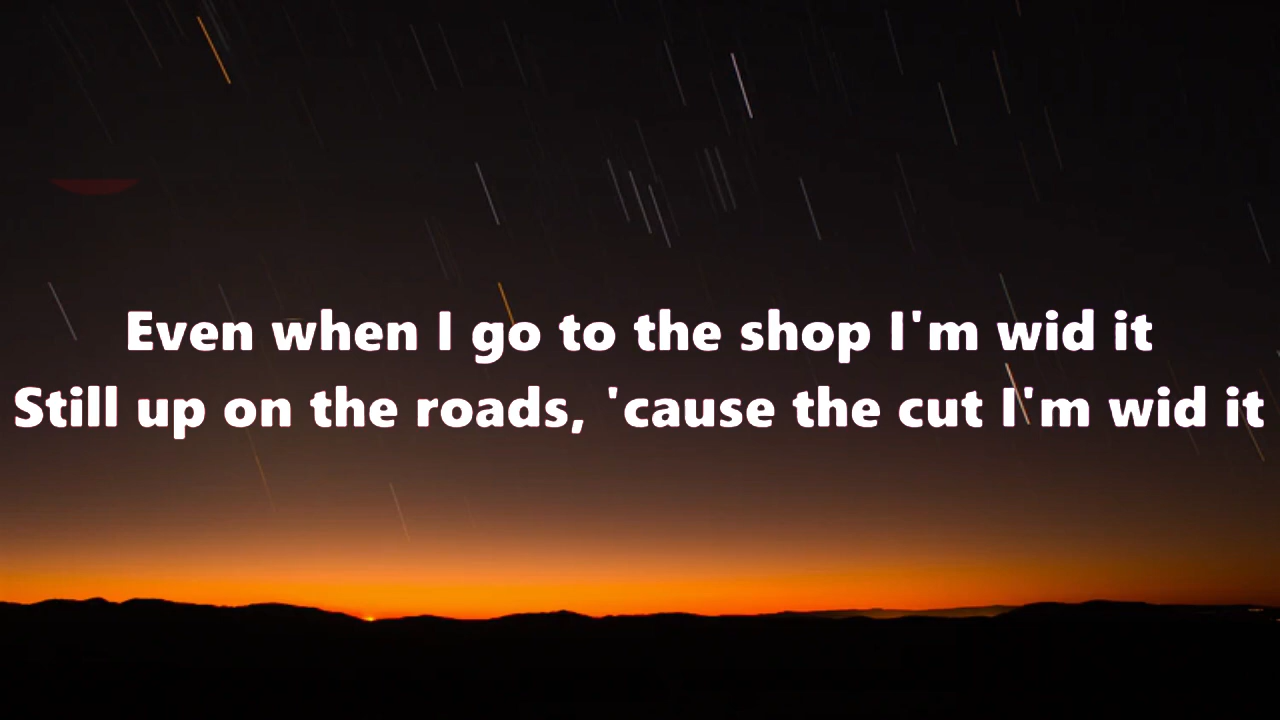 Even when I go to the shop I'm wid it
Still up on the roads, 'cause the cut I'm wid it